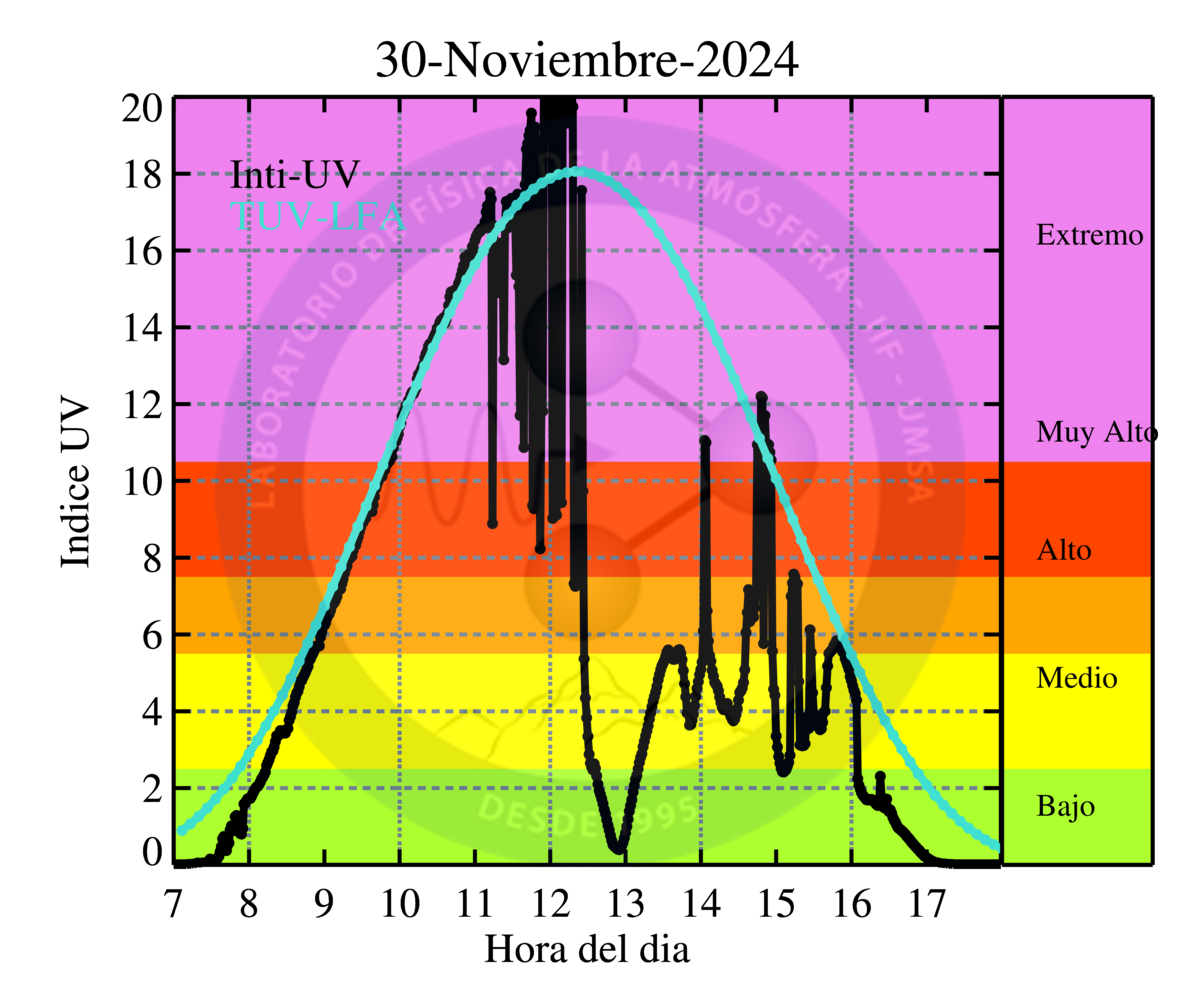 30-Noviembre-2024
20
18
16
14
12
10
8
6
4
2
0
Indice UV
Inti-UV
TUV-LFA
LABORATORIO DE FÍSICA DE LA ATMÓSFERA - IIF - UMSA
DESDE 1995
Extremo
Muy Alto
Alto
Medio
Bajo
7 8 9 10 11 12 13 14 15 16 17
Hora del dia